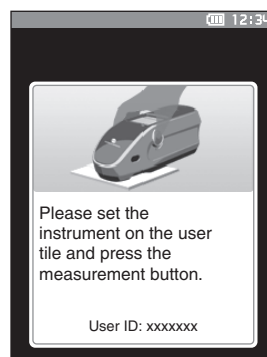 12:34
Please set the
instrument on the user
tile and press the
measurement button.
User ID: xxxxxxx